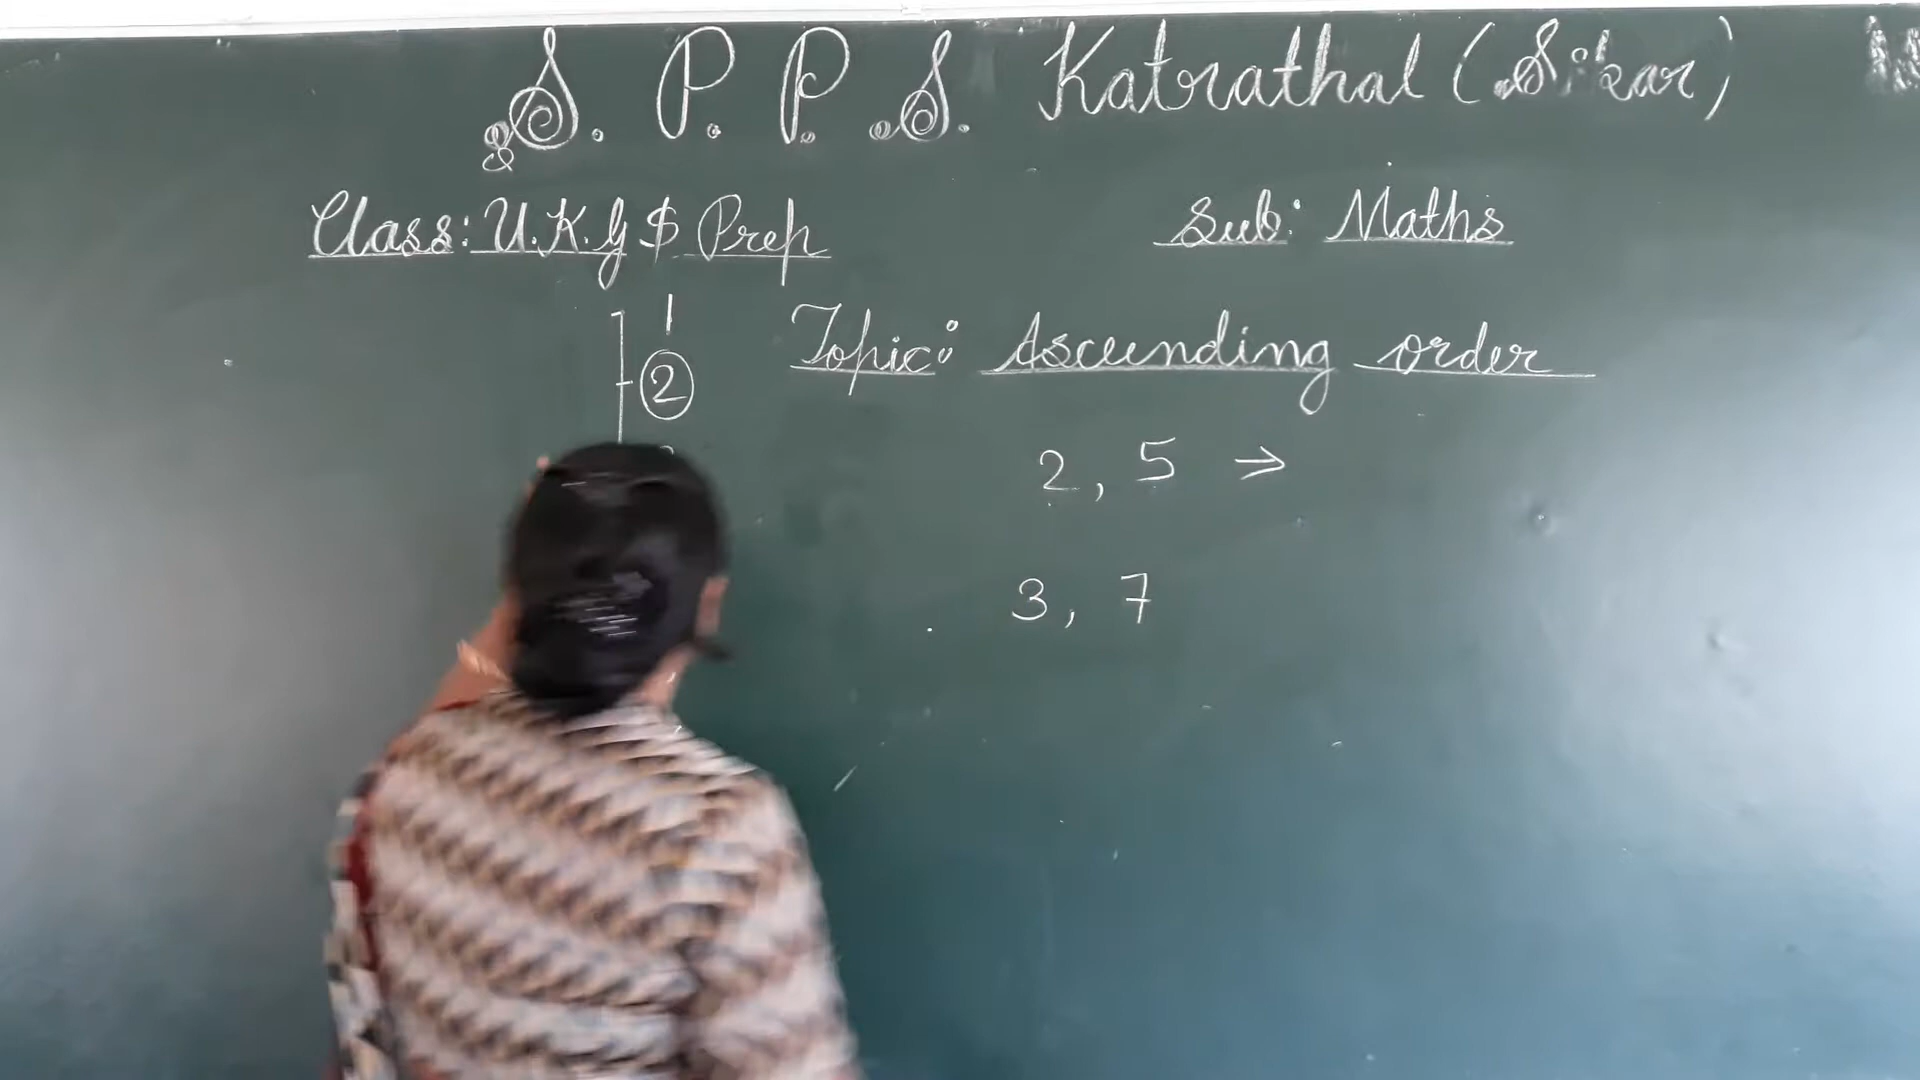 S. P. P. S. Katrathal (Sikar)
Class: U.K.G $ Prep
Sub: Maths
Topic: Ascending order
1
2
2, 5 →
3, 7